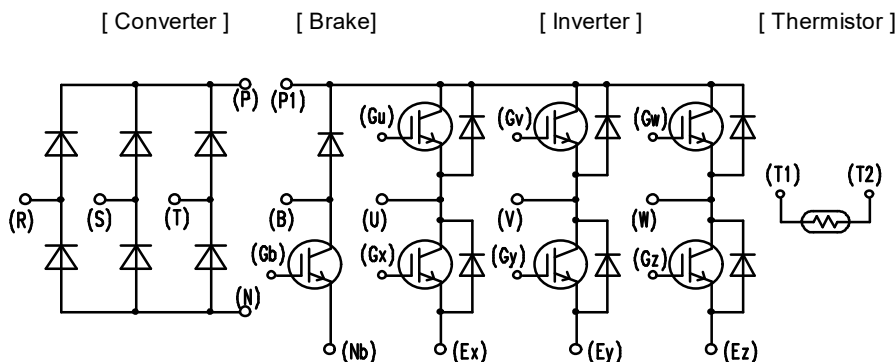 [ Converter ] [ Brake] [ Inverter ] [ Thermistor ]
(P) (P1)
(Gu) (Gv) (Gw)
(T1) (T2)
(R) (S) (T) (B) (U) (V) (W)
(Gb) (Gx) (Gy) (Gz)
(N)
(Nb) (Ex) (Ey) (Ez)